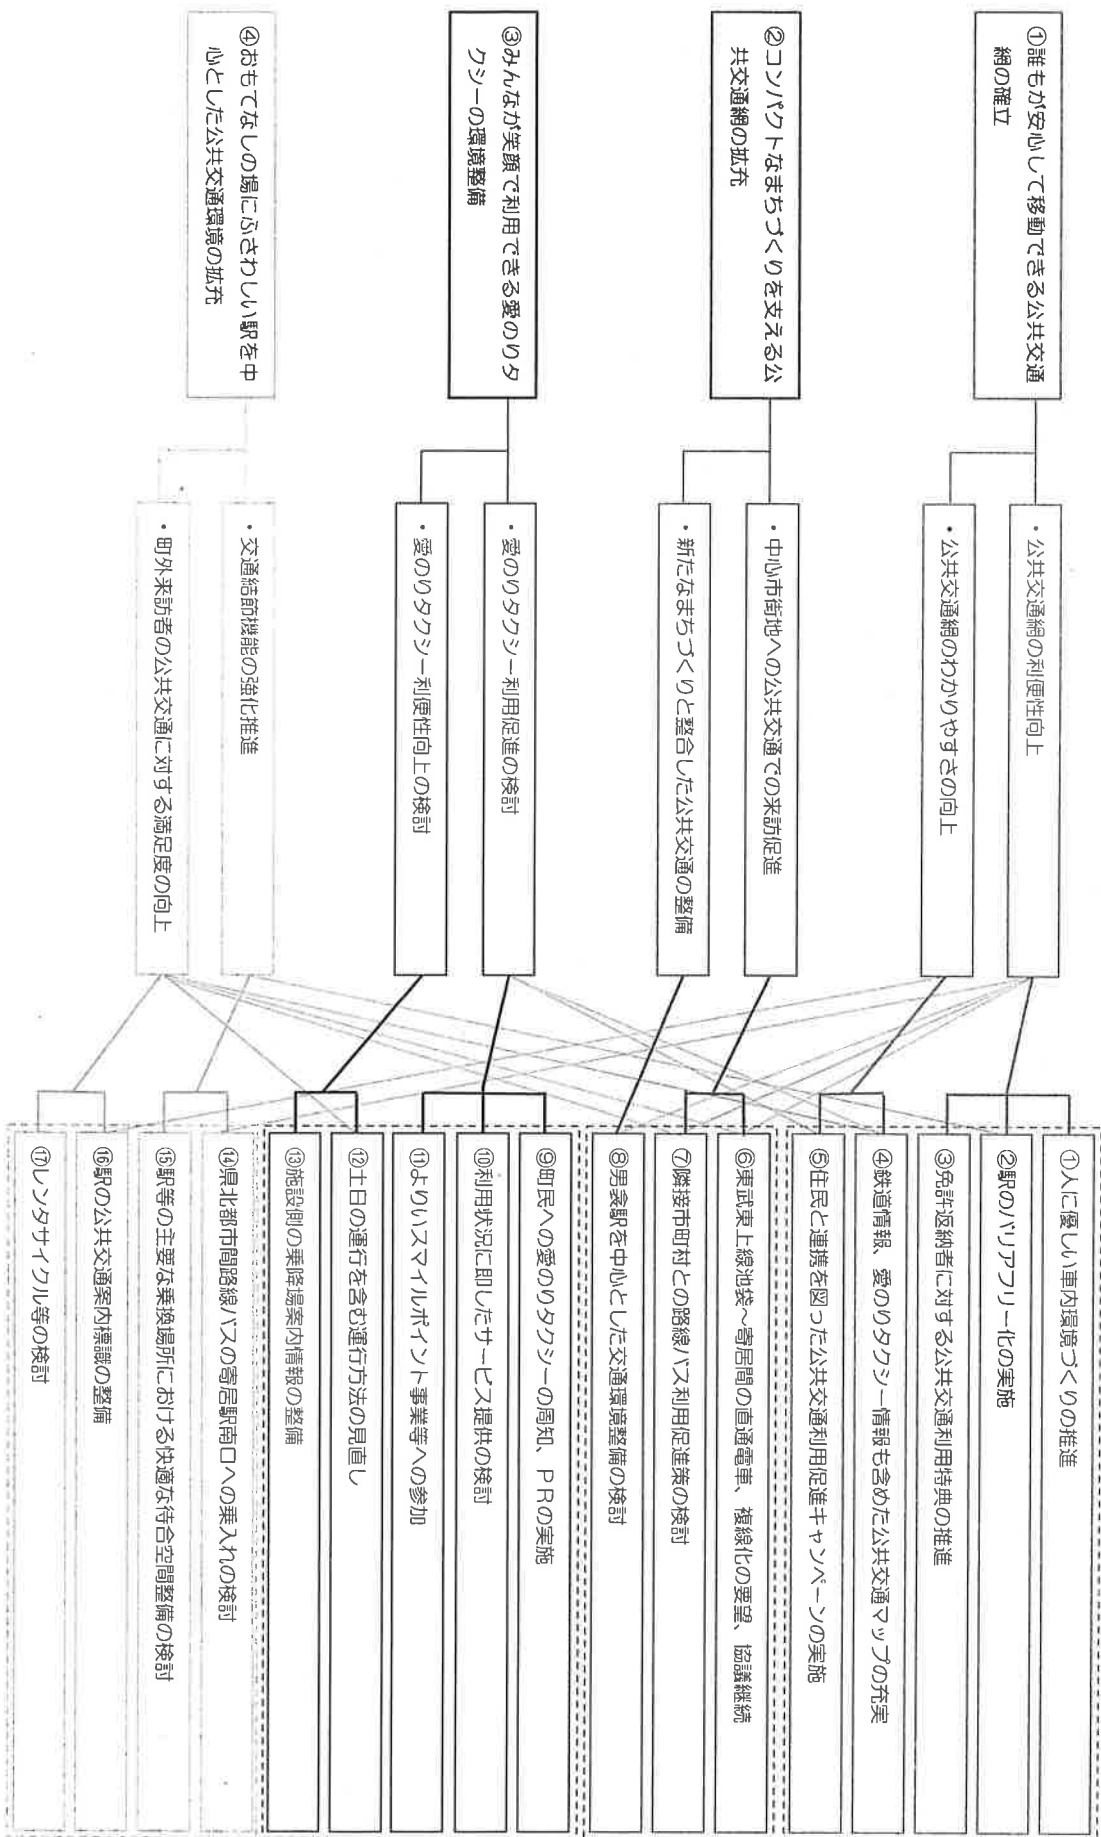 ①誰もが安心して移動できる公共交通
網の確立
②コンパクトなまちづくりを支える公
共交通網の拡充
③みんなが笑顔で利用できる愛のりタ
クシーの環境整備
④おもてなしの場にふさわしい駅を中
心とした公共交通環境の拡充
・公共交通網の利便性向上
・公共交通網のわかりやすさの向上
・中心市街地への公共交通での来訪促進
・新たなまちづくりと整合した公共交通の整備
・愛のりタクシー利用促進の検討
・愛のりタクシー利便性向上の検討
・交通結節機能の強化推進
・町外来訪者の公共交通に対する満足度の向上
①人に優しい車内環境づくりの推進
②駅のバリアフリー化の実施
③免許返納者に対する公共交通利用特典の推進
④鉄道情報、愛のりタクシー情報も含めた公共交通マップの充実
⑤住民と連携を図った公共交通利用促進キャンペーンの実施
⑥東武東上線池袋～寄居間の直通電車、複線化の要望、協議継続
⑦隣接市町村との路線バス利用促進策の検討
⑧男衾駅を中心とした交通環境整備の検討
⑨町民への愛のりタクシーの周知、PRの実施
⑩利用状況に即したサービス提供の検討
⑪よりいスマイルポイント事業等への参加
⑫土日の運行を含む運行方法の見直し
⑬施設側の乗降場案内情報の整備
⑭県北都市間路線バスの寄居駅南口への乗入れの検討
⑮駅等の主要な乗換場所における快適な待合空間整備の検討
⑯駅の公共交通案内標識の整備
⑰レンタサイクル等の検討